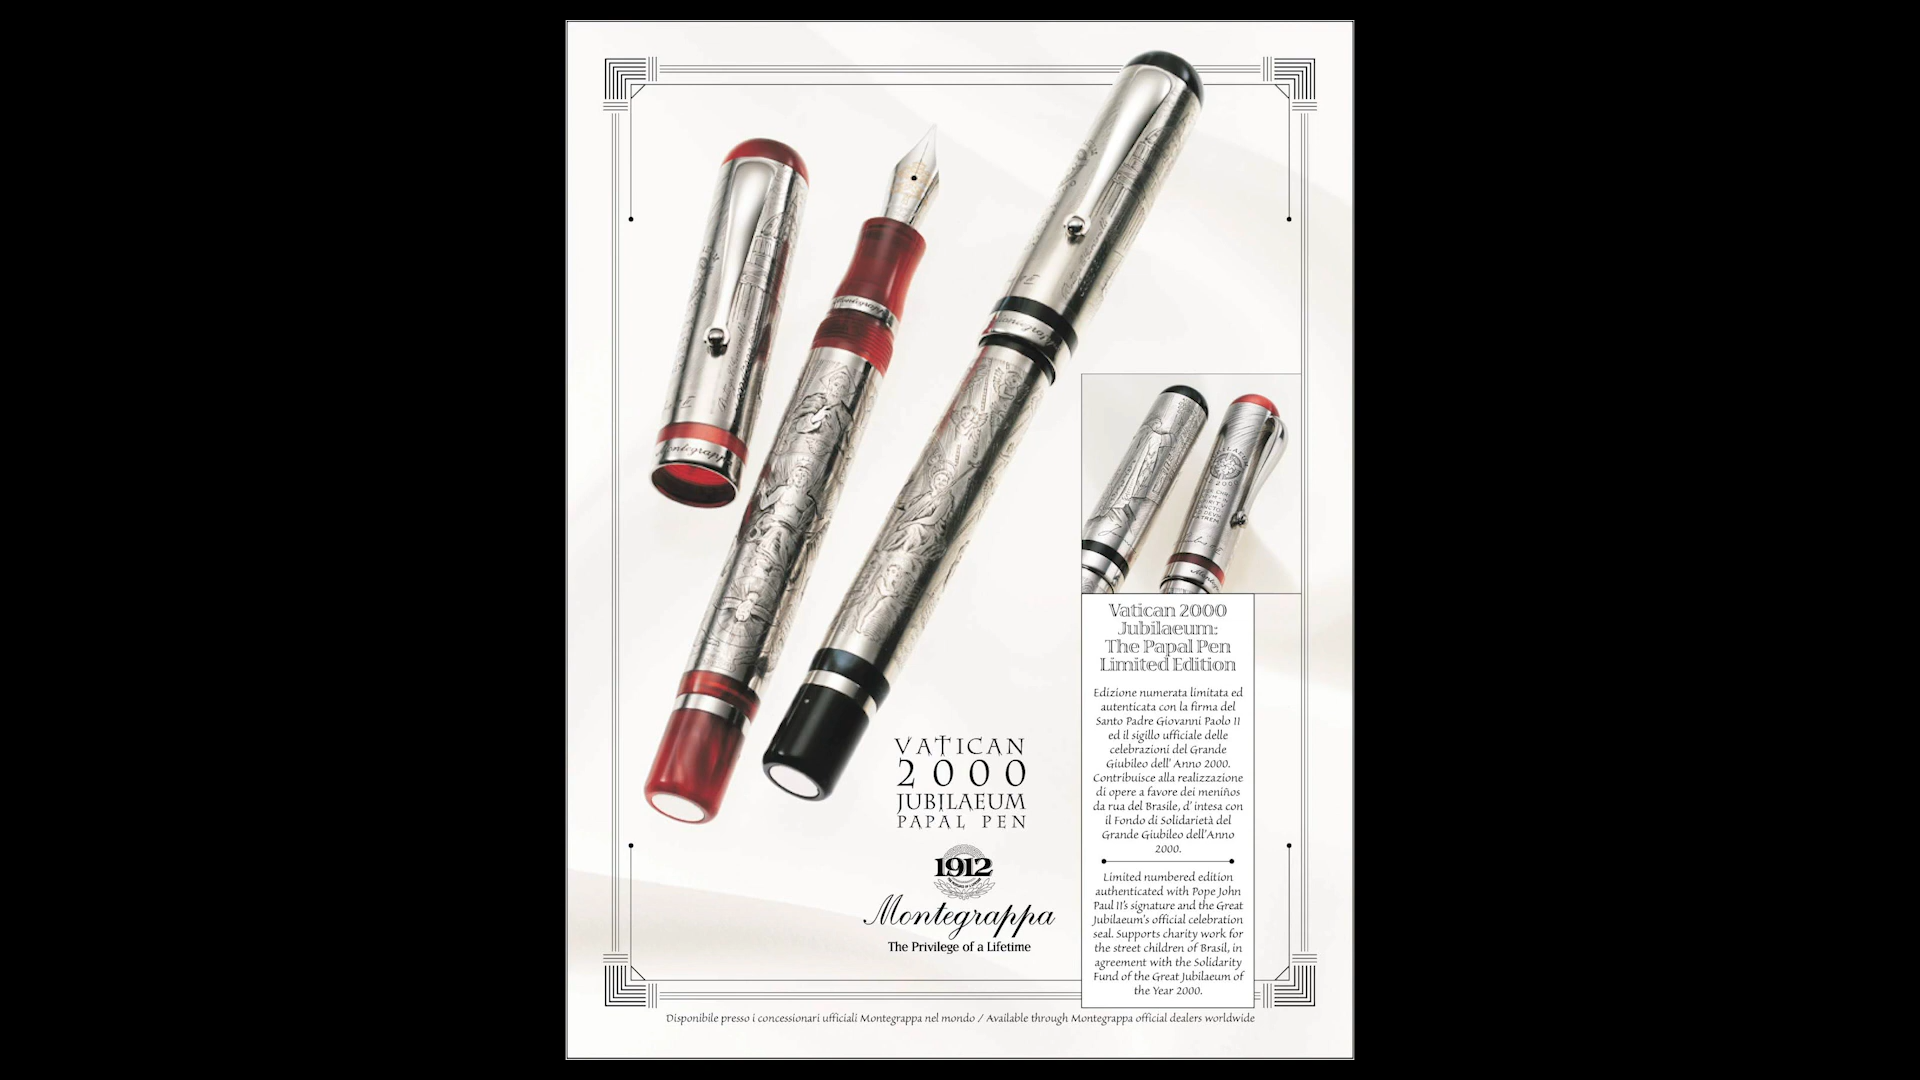 Montegrappa
Montegrappa
VATICAN
2000
JUBILAEUM
PAPAL PEN
1912
Montegrappa
The Privilege of a Lifetime
Vatican 2000
Jubilaeum:
The Papal Pen
Limited Edition
Edizione numerata limitata ed
autenticata con la firma del
Santo Padre Giovanni Paolo II
ed il sigillo ufficiale delle
celebrazioni del Grande
Giubileo dell' Anno 2000.
Contribuisce alla realizzazione
di opere a favore dei meniños
da rua del Brasile, d' intesa con
il Fondo di Solidarietà del
Grande Giubileo dell'Anno
2000.
Limited numbered edition
authenticated with Pope John
Paul II's signature and the Great
Jubilaeum's official celebration
seal. Supports charity work for
the street children of Brasil, in
agreement with the Solidarity
Fund of the Great Jubilaeum of
the Year 2000.
Disponibile presso i concessionari ufficiali Montegrappa nel mondo / Available through Montegrappa official dealers worldwide